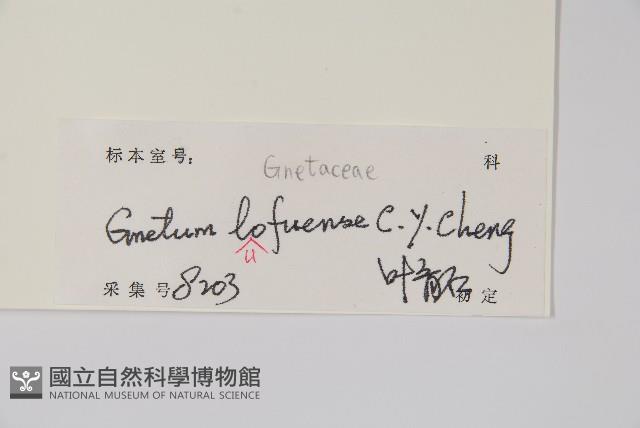 标本室号:
Gnetaceae 科
Gnetum lofuense C.Y.Cheng
u
采集号 8203 初定
國立自然科學博物館
NATIONAL MUSEUM OF NATURAL SCIENCE